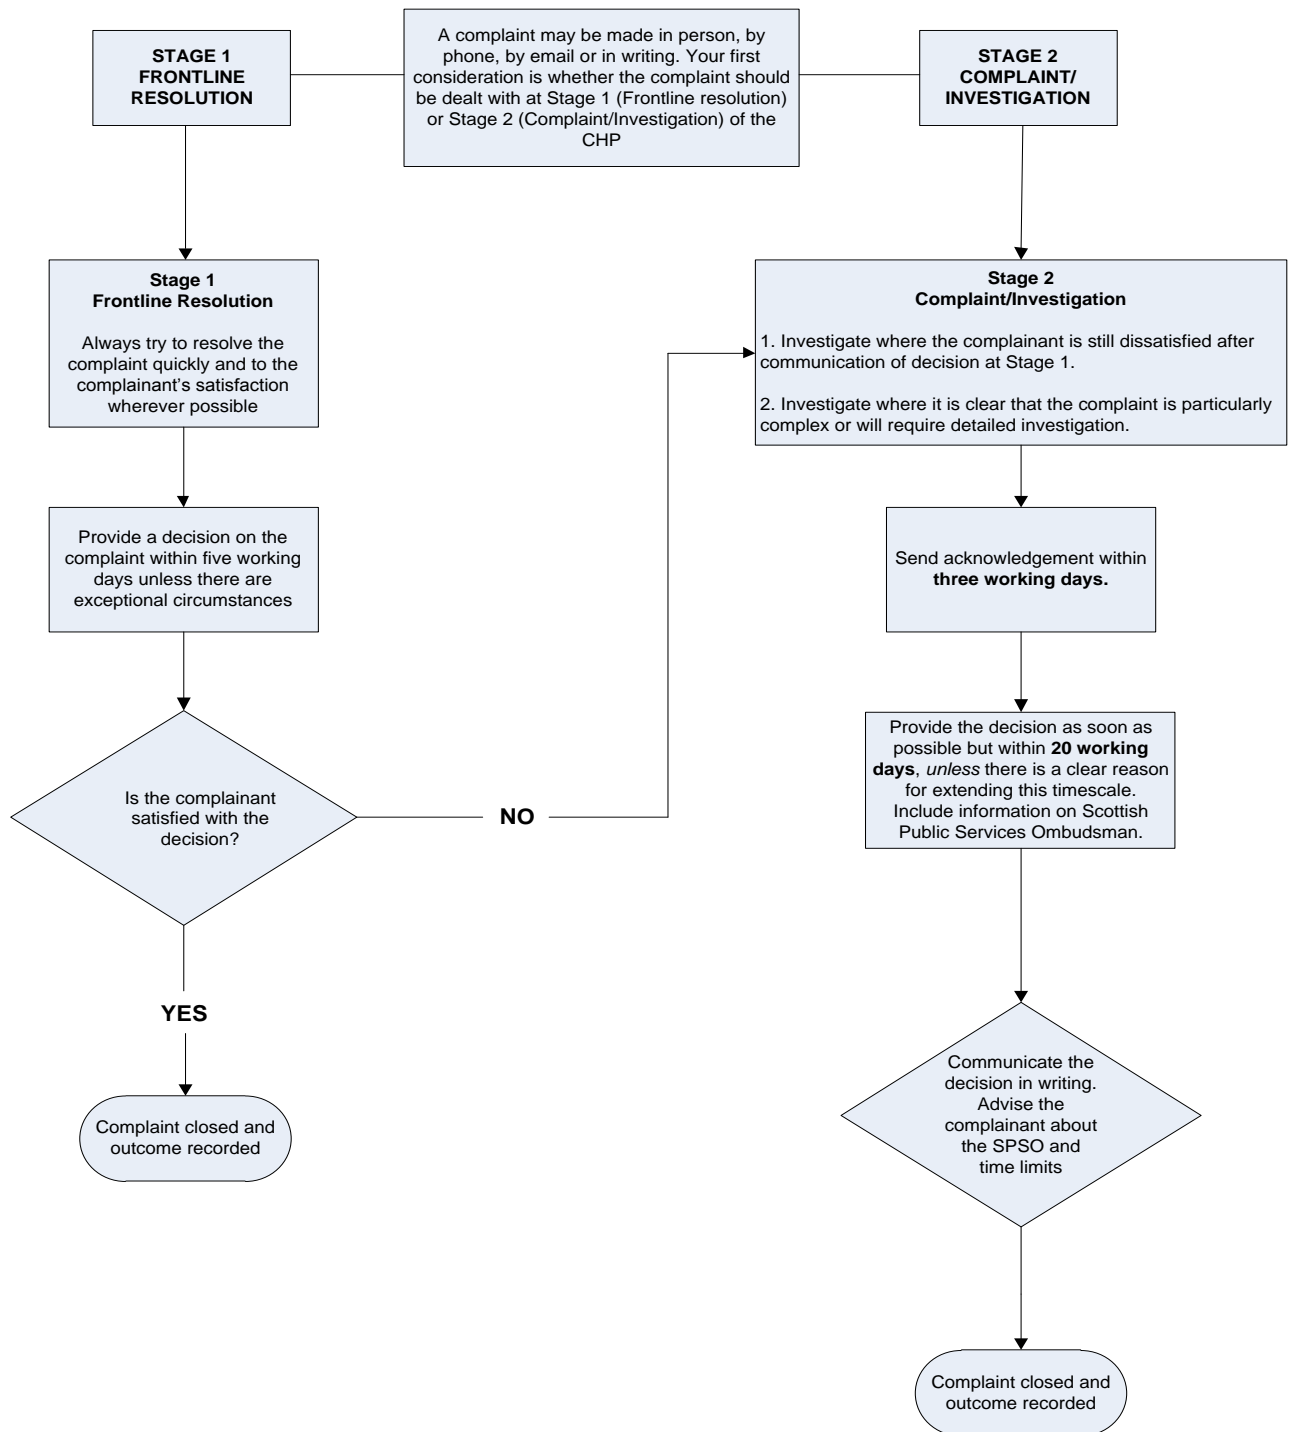 STAGE 1
FRONTLINE
RESOLUTION
A complaint may be made in person, by
phone, by email or in writing. Your first
consideration is whether the complaint should
be dealt with at Stage 1 (Frontline resolution)
or Stage 2 (Complaint/Investigation) of the
CHP
STAGE 2
COMPLAINT/
INVESTIGATION
Stage 1
Frontline Resolution
Always try to resolve the
complaint quickly and to the
complainant’s satisfaction
wherever possible
Provide a decision on the
complaint within five working
days unless there are
exceptional circumstances
Is the complainant
satisfied with the
decision?
NO
YES
Complaint closed and
outcome recorded
Stage 2
Complaint/Investigation
1. Investigate where the complainant is still dissatisfied after
communication of decision at Stage 1.
2. Investigate where it is clear that the complaint is particularly
complex or will require detailed investigation.
Send acknowledgement within
three working days.
Provide the decision as soon as
possible but within 20 working
days, unless there is a clear reason
for extending this timescale.
Include information on Scottish
Public Services Ombudsman.
Communicate the
decision in writing.
Advise the
complainant about
the SPSO and
time limits
Complaint closed and
outcome recorded